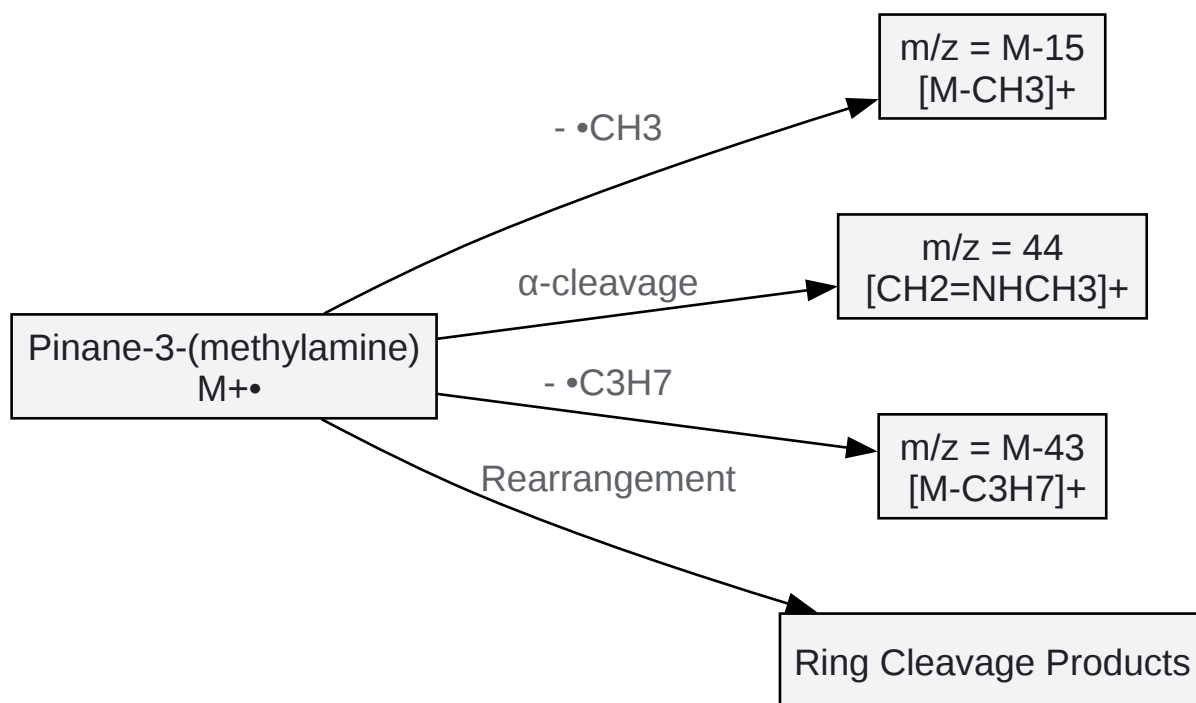 m/z = M-15
[M-CH3]+
- •CH3
m/z = 44
[CH2=NHCH3]+
α-cleavage
Pinane-3-(methylamine)
M+•
- •C3H7
m/z = M-43
[M-C3H7]+
Rearrangement
Ring Cleavage Products